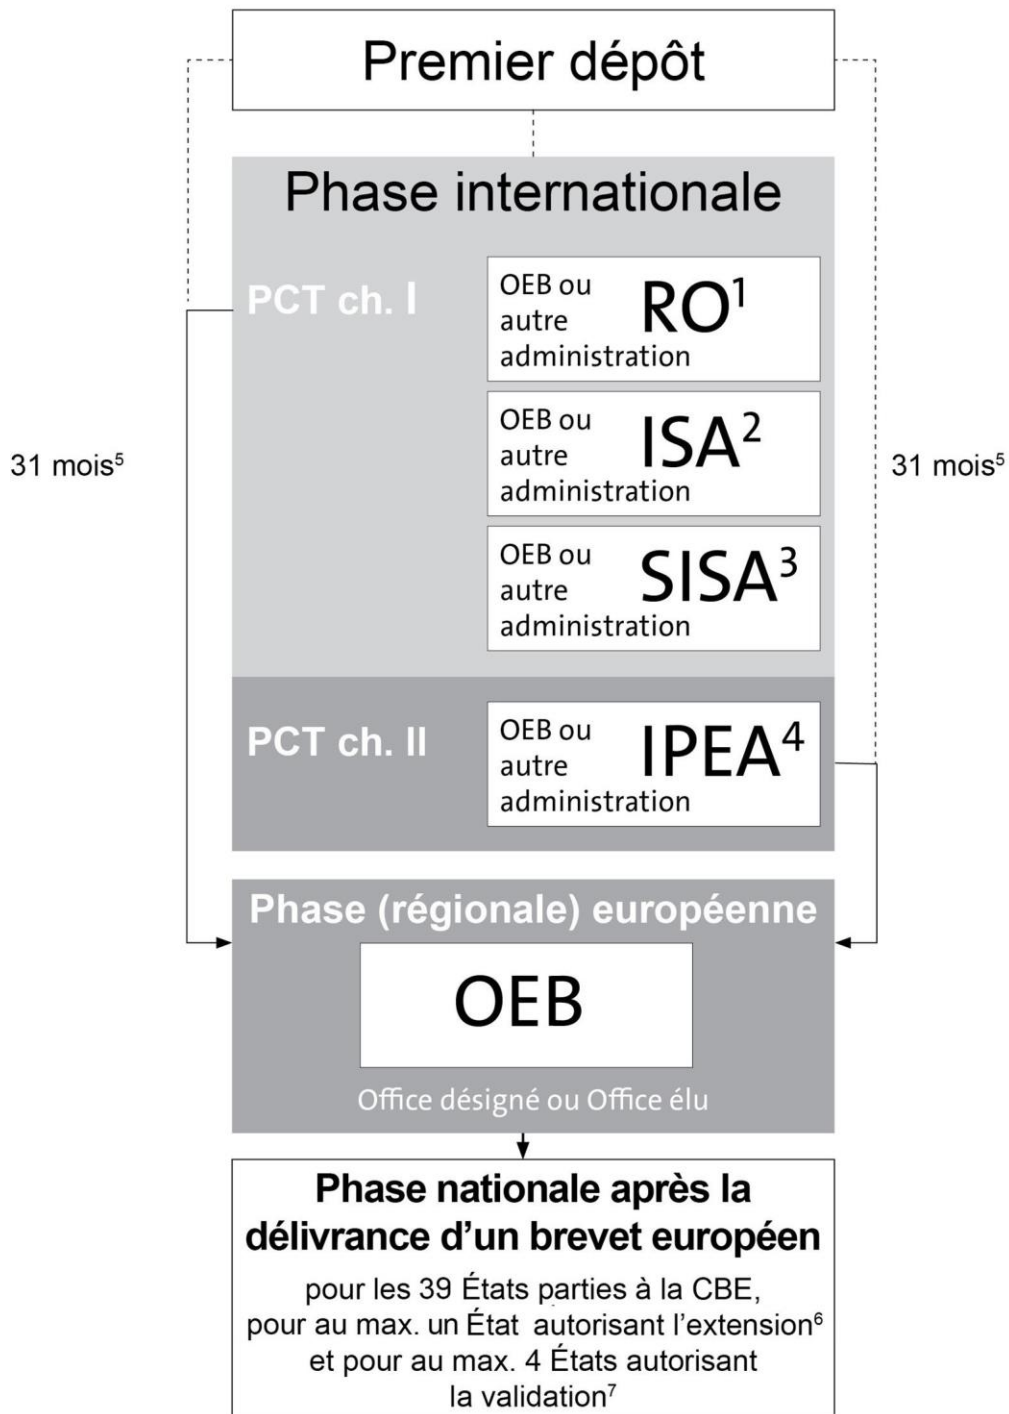 Premier dépôt
Phase internationale
PCT ch. I
OEB ou
autre
administration
RO¹
OEB ou
autre
administration
ISA²
OEB ou
autre
administration
SISA³
31 mois⁵
31 mois⁵
PCT ch. II
OEB ou
autre
administration
IPEA⁴
Phase (régionale) européenne
OEB
Office désigné ou Office élu
Phase nationale après la
délivrance d’un brevet européen
pour les 39 États parties à la CBE,
pour au max. un État autorisant l’extension⁶
et pour au max. 4 États autorisant
la validation⁷